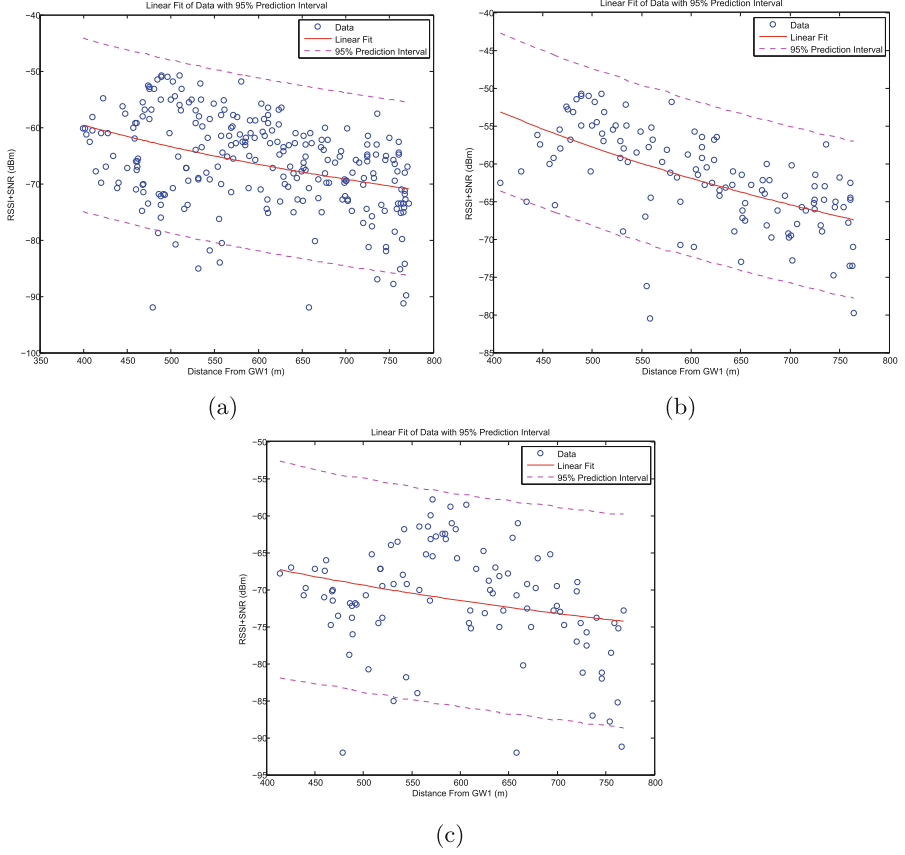 Linear Fit of Data with 95% Prediction Interval
Data
Linear Fit
95% Prediction Interval
RSSI+SNR (dBm)
−40
−50
−60
−70
−80
−90
−100
350 400 450 500 550 600 650 700 750 800
Distance From GW1 (m)
(a)
Linear Fit of Data with 95% Prediction Interval
Data
Linear Fit
95% Prediction Interval
RSSI+SNR (dBm)
−40
−45
−50
−55
−60
−65
−70
−75
−80
−85
400 450 500 550 600 650 700 750 800
Distance From GW1 (m)
(b)
Linear Fit of Data with 95% Prediction Interval
Data
Linear Fit
95% Prediction Interval
RSSI+SNR (dBm)
−50
−55
−60
−65
−70
−75
−80
−85
−90
−95
400 450 500 550 600 650 700 750 800
Distance From GW1 (m)
(c)